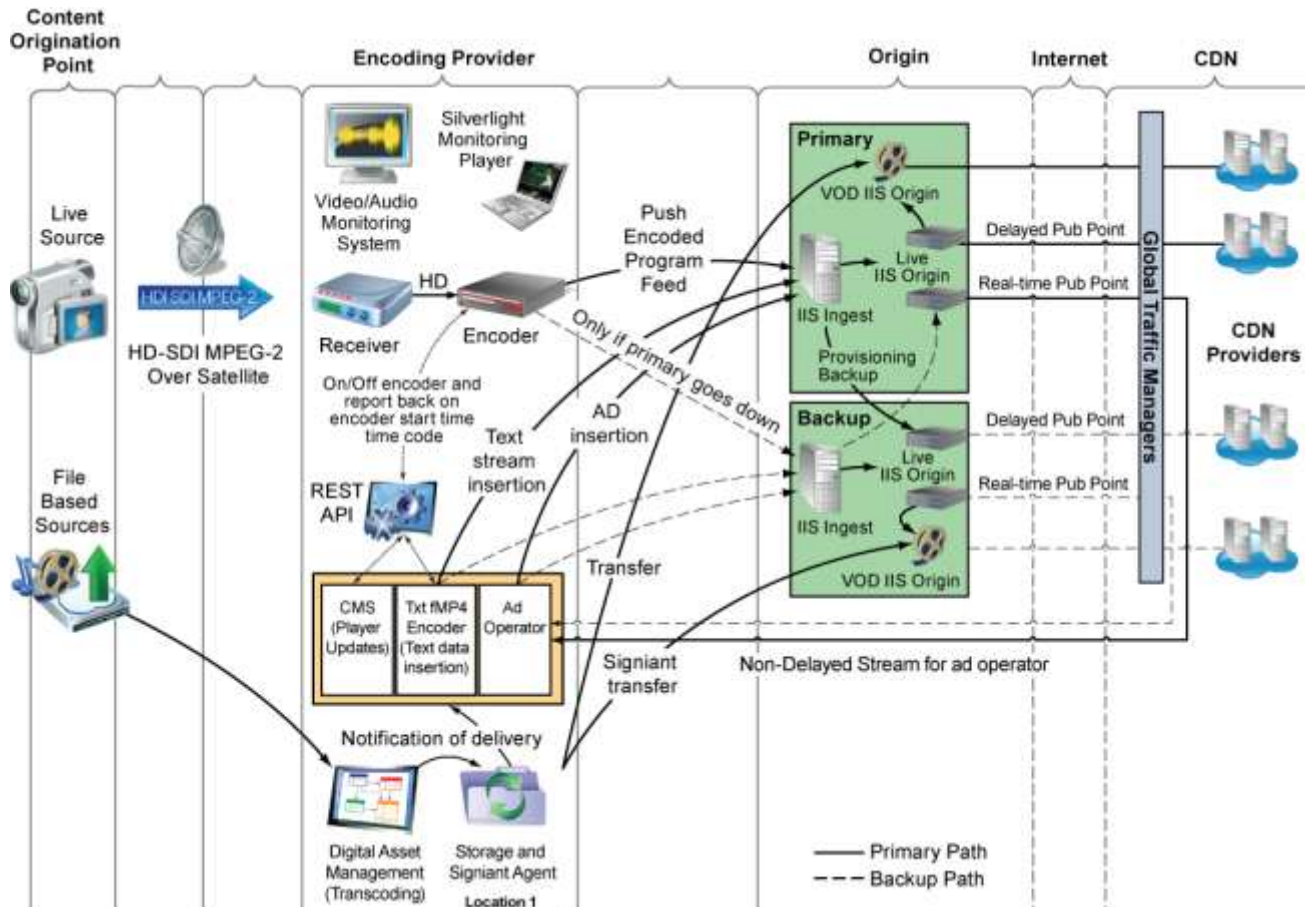 Content
Origination
Point
Encoding Provider
Origin
Internet
CDN
Live
Source
HDI SDI MPEG-2
HD-SDI MPEG-2
Over Satellite
File
Based
Sources
Video/Audio
Monitoring
System
Silverlight
Monitoring
Player
HD
Receiver
Encoder
On/Off encoder and
report back on
encoder start time
time code
REST
API
CMS
(Player
Updates)
Txt fMP4
Encoder
(Text data
insertion)
Ad
Operator
Notification of delivery
Digital Asset
Management
(Transcoding)
Storage and
Signiant Agent
Location 1
Push
Encoded
Program
Feed
Only if primary goes down
Text
stream
insertion
AD
insertion
Transfer
Signiant
transfer
Primary
VOD IIS Origin
Live
IIS Origin
IIS Ingest
Provisioning
Backup
Backup
Live
IIS Origin
IIS Ingest
VOD IIS Origin
Delayed Pub Point
Real-time Pub Point
Delayed Pub Point
Real-time Pub Point
Non-Delayed Stream for ad operator
Global Traffic Managers
CDN
Providers
Primary Path
Backup Path